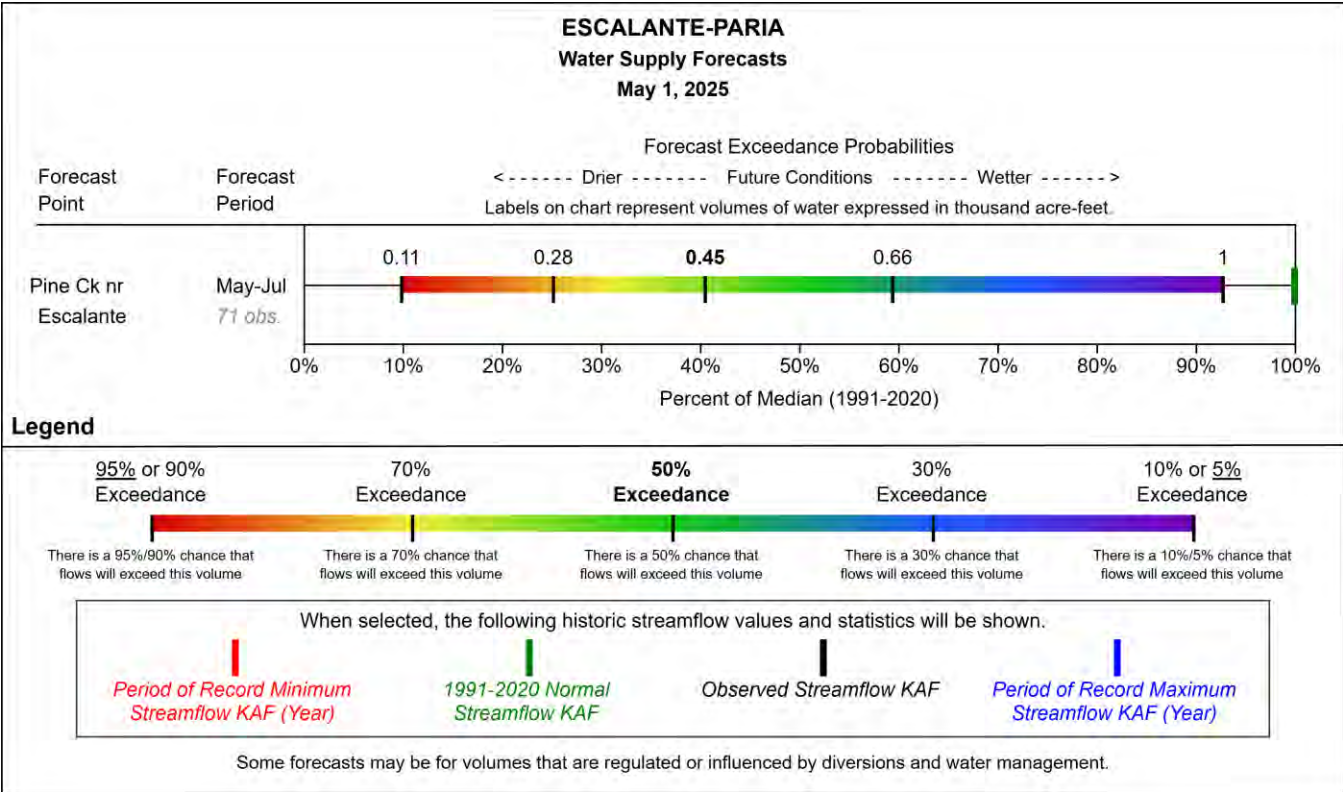 ESCALANTE-PARIA
Water Supply Forecasts
May 1, 2025
Forecast Exceedance Probabilities
Forecast Point
Forecast Period
<------ Drier ------- Future Conditions ------- Wetter ------>
Labels on chart represent volumes of water expressed in thousand acre-feet.
0.11 0.28 0.45 0.66 1
Pine Ck nr
Escalante
May-Jul
71 obs.
0% 10% 20% 30% 40% 50% 60% 70% 80% 90% 100%
Percent of Median (1991-2020)
Legend
95% or 90%
Exceedance
70%
Exceedance
50%
Exceedance
30%
Exceedance
10% or 5%
Exceedance
There is a 95%/90% chance that
flows will exceed this volume
There is a 70% chance that
flows will exceed this volume
There is a 50% chance that
flows will exceed this volume
There is a 30% chance that
flows will exceed this volume
There is a 10%/5% chance that
flows will exceed this volume
When selected, the following historic streamflow values and statistics will be shown.
Period of Record Minimum
Streamflow KAF (Year)
1991-2020 Normal
Streamflow KAF
Observed Streamflow KAF
Period of Record Maximum
Streamflow KAF (Year)
Some forecasts may be for volumes that are regulated or influenced by diversions and water management.